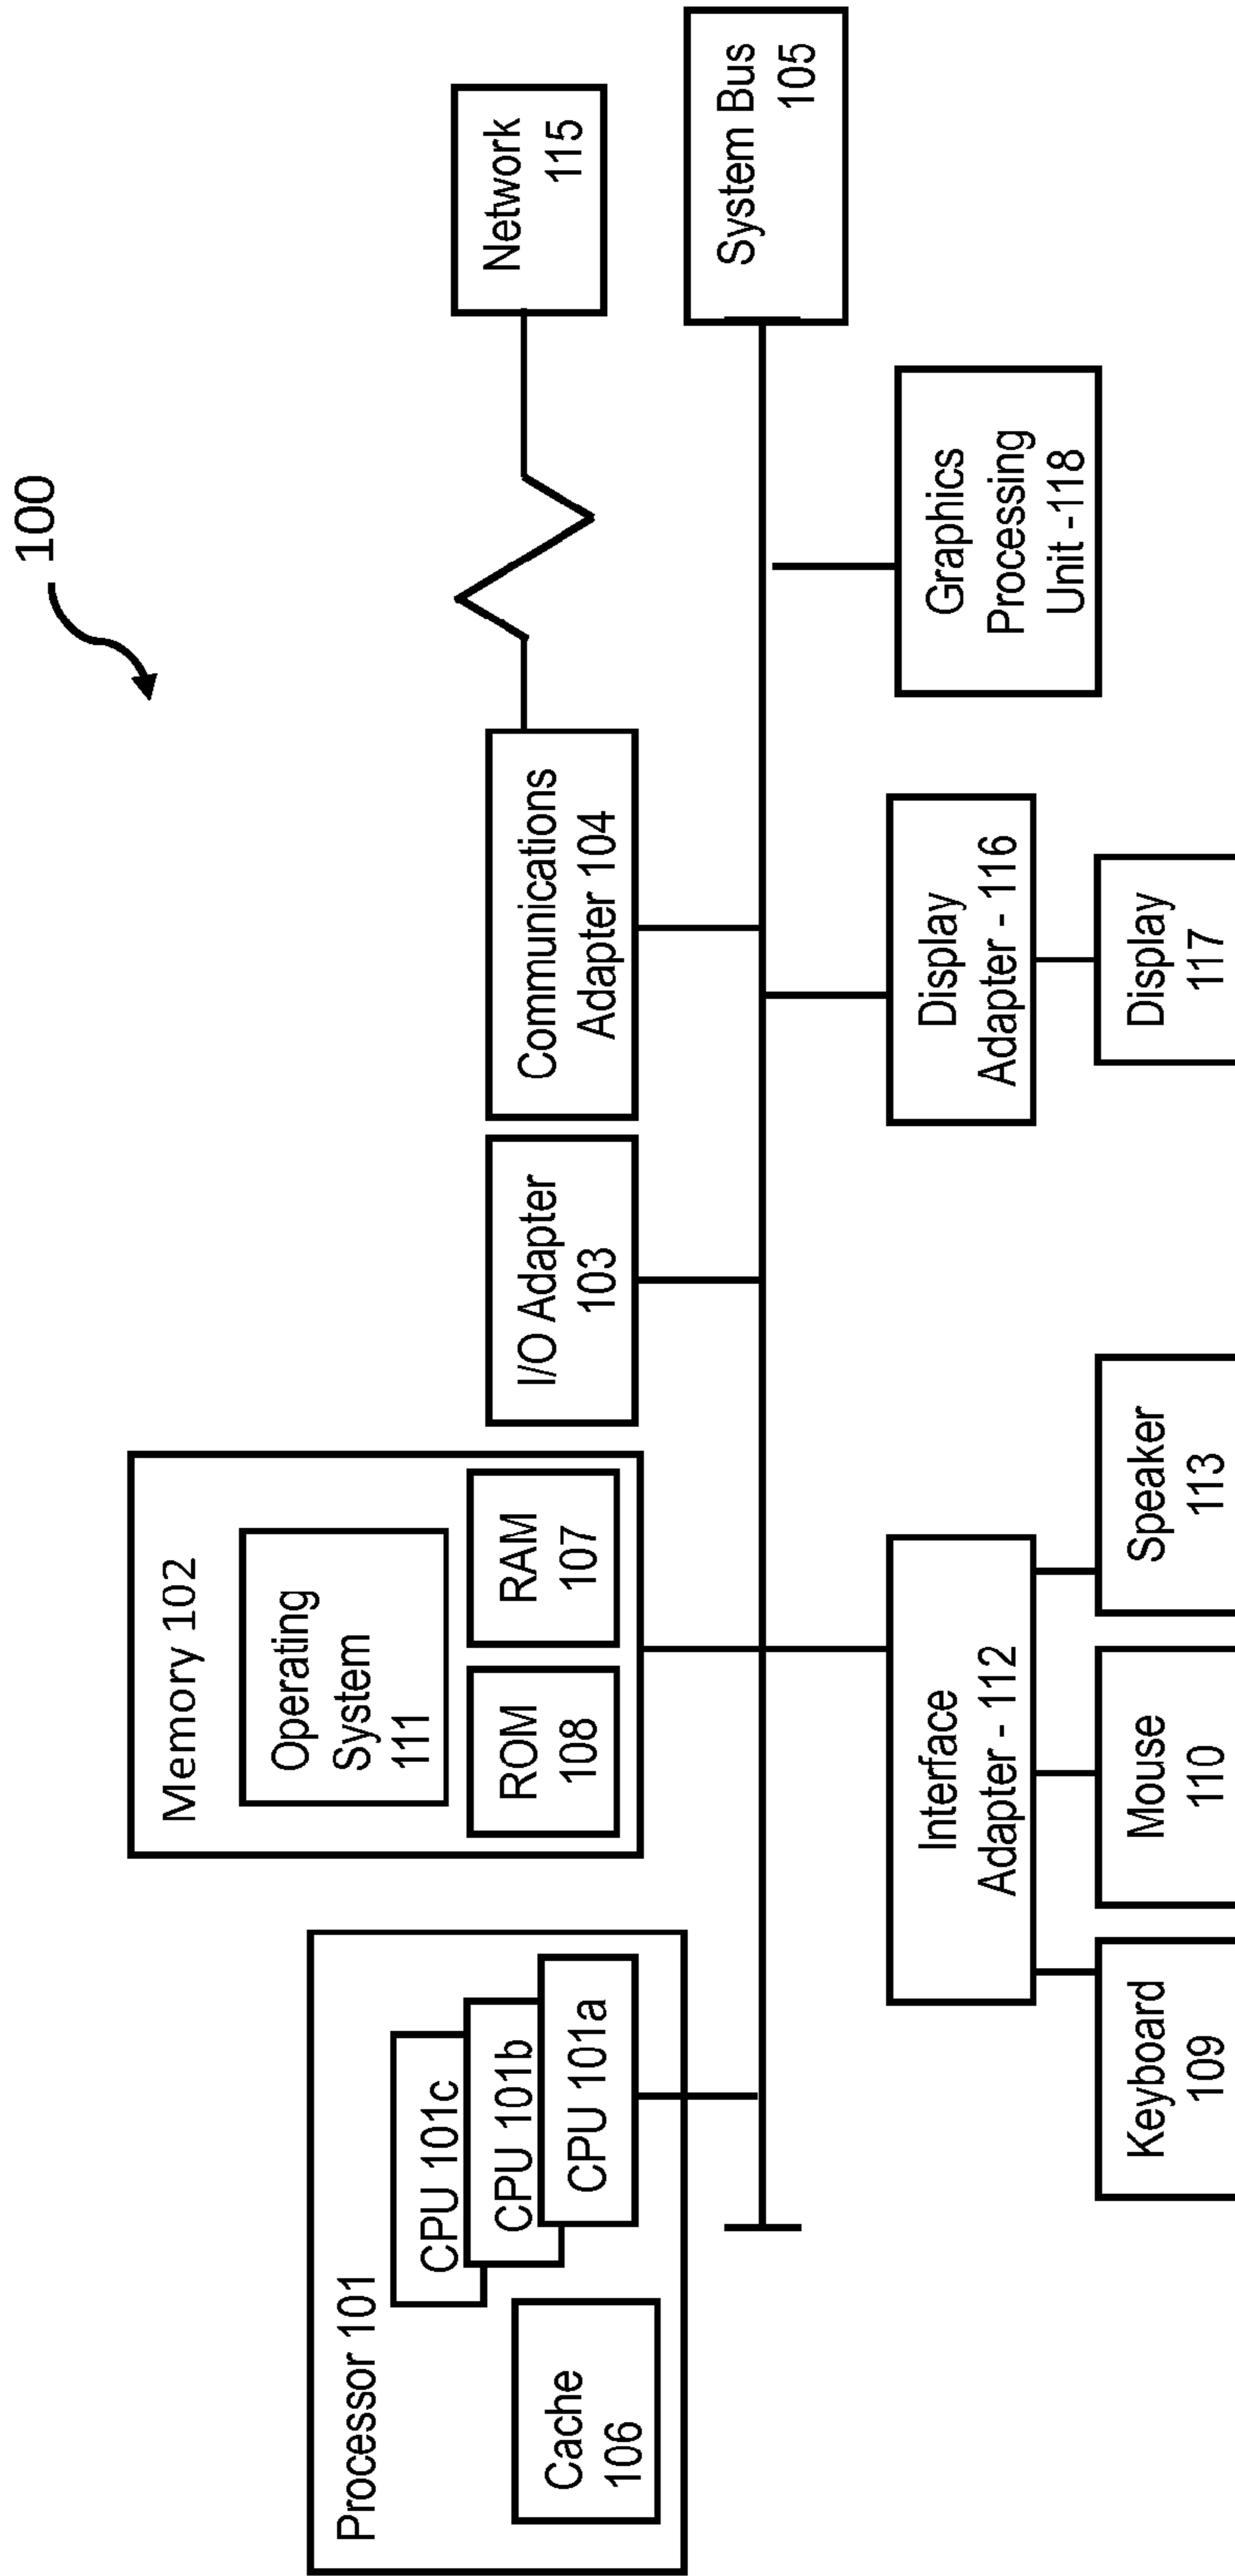 100
Processor 101
CPU 101c
CPU 101b
CPU 101a
Cache
106
Memory 102
Operating
System
111
ROM
108
RAM
107
I/O Adapter
103
Communications
Adapter 104
Network
115
System Bus
105
Interface
Adapter - 112
Keyboard
109
Mouse
110
Speaker
113
Display
Adapter - 116
Display
117
Graphics
Processing
Unit -118